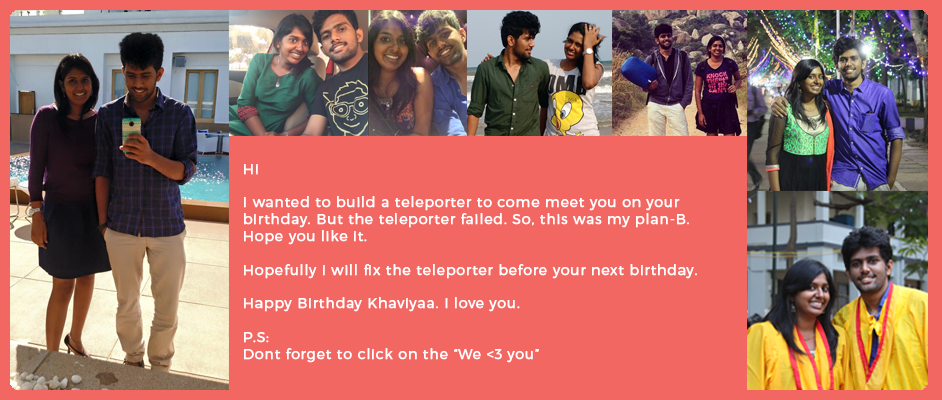 KNOCK
HI
I wanted to build a teleporter to come meet you on your
birthday. But the teleporter failed. So, this was my plan-B.
Hope you like it.
Hopefully I will fix the teleporter before your next birthday.
Happy Birthday Khaviyaa. I love you.
P.S:
Dont forget to click on the "We <3 you"